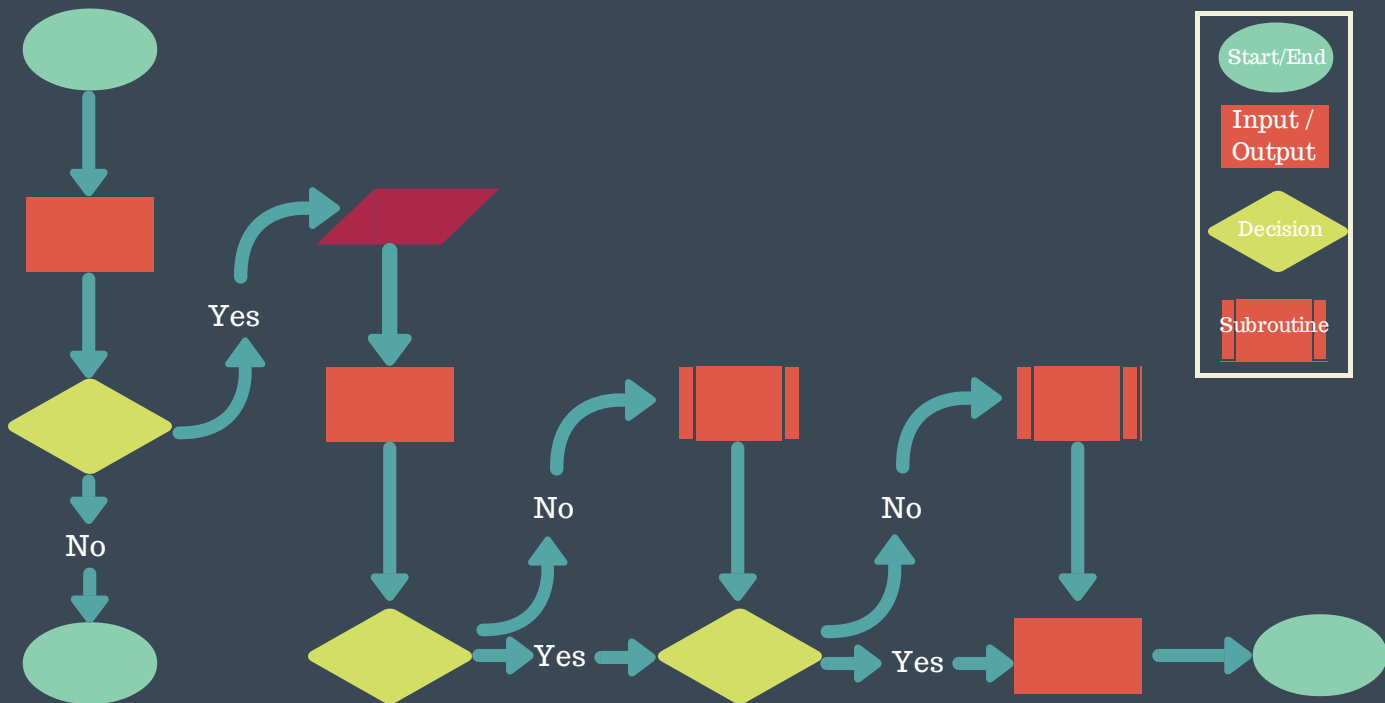 Start/End
Input /
Output
Decision
Subroutine
Yes
No
No
No
Yes
Yes